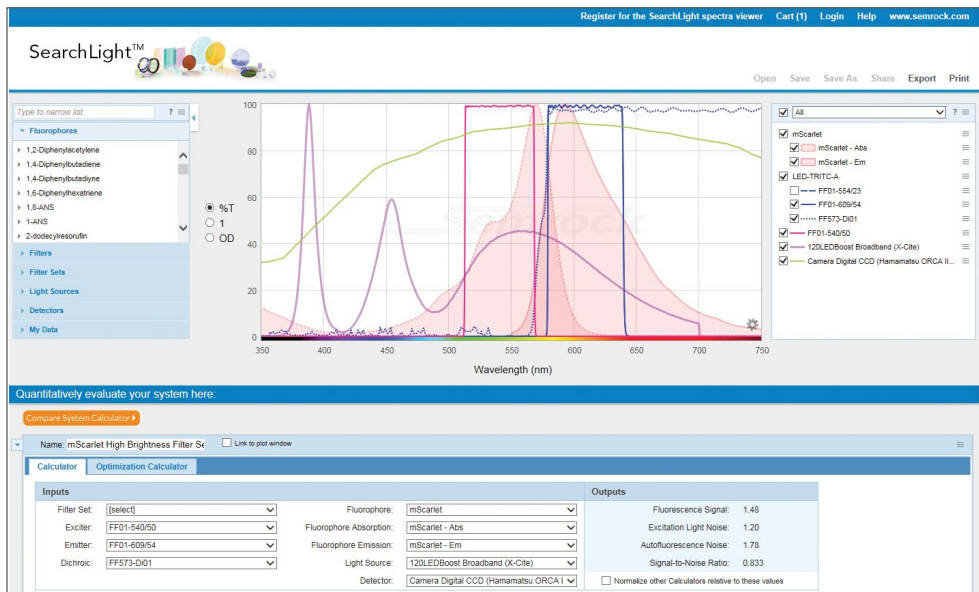 Register for the SearchLight spectra viewer Cart (1) Login Help www.semrock.com
SearchLight™
Open Save Save As Share Export Print
Type to narrow list ?
Fluorophores
1,2-Diphenylacetylene
1,4-Diphenylbutadiene
1,4-Diphenylbutadiyne
1,6-Diphenylhexatriene
1,8-ANS
1-ANS
2-dodecylresorufin
Filters
Filter Sets
Light Sources
Detectors
My Data
%T
1
OD
100
80
60
40
20
0
Semrock
350 400 450 500 550 600 650 700 750
Wavelength (nm)
All ?
mScarlet
mScarlet - Abs
mScarlet - Em
LED-TRITC-A
FF01-554/23
FF01-609/54
FF573-Di01
FF01-540/50
120LEDBoost Broadband (X-Cite)
Camera Digital CCD (Hamamatsu ORCA II...
Quantitatively evaluate your system here:
Compare System Calculator
Name: mScarlet High Brightness Filter Se Link to plot window
Calculator Optimization Calculator
Inputs Outputs
Filter Set: [select] Fluorophore: mScarlet Fluorescence Signal: 1.48
Exciter: FF01-540/50 Fluorophore Absorption: mScarlet - Abs Excitation Light Noise: 1.20
Emitter: FF01-609/54 Fluorophore Emission: mScarlet - Em Autofluorescence Noise: 1.78
Dichroic: FF573-Di01 Light Source: 120LEDBoost Broadband (X-Cite) Signal-to-Noise Ratio: 0.833
Detector: Camera Digital CCD (Hamamatsu ORCA I Normalize other Calculators relative to these values